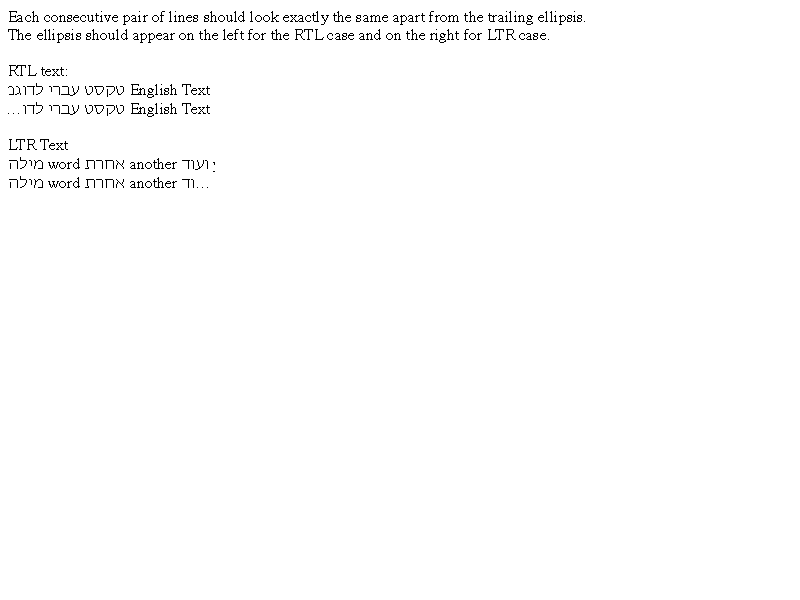 Each consecutive pair of lines should look exactly the same apart from the trailing ellipsis.
The ellipsis should appear on the left for the RTL case and on the right for LTR case.
RTL text:
English Text טקסט עברי לדוגמ
English Text טקסט עברי לדו...
LTR Text
מילה word אחרת another ועוד
מילה word אחרת another וד...